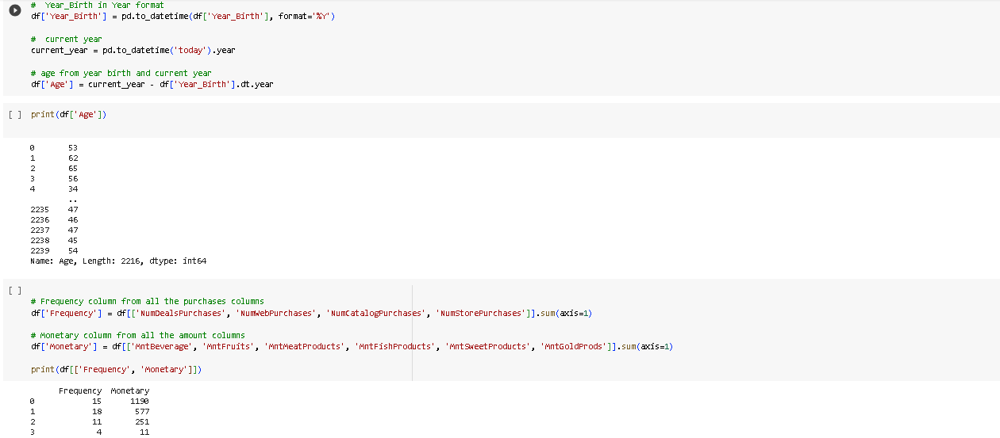 # Year_Birth in Year format
df['Year_Birth'] = pd.to_datetime(df['Year_Birth'], format='%Y')
# current year
current_year = pd.to_datetime('today').year
# age from year birth and current year
df['Age'] = current_year - df['Year_Birth'].dt.year
[ ] print(df['Age'])
0 53
1 62
2 65
3 56
4 34
..
2235 47
2236 46
2237 47
2238 45
2239 54
Name: Age, Length: 2216, dtype: int64
[ ]
# Frequency column from all the purchases columns
df['Frequency'] = df[['NumDealsPurchases', 'NumWebPurchases', 'NumCatalogPurchases', 'NumStorePurchases']].sum(axis=1)
# Monetary column from all the amount columns
df['Monetary'] = df[['MntBeverage', 'MntFruits', 'MntMeatProducts', 'MntFishProducts', 'MntSweetProducts', 'MntGoldProds']].sum(axis=1)
print(df[['Frequency', 'Monetary']])
Frequency Monetary
0 15 1190
1 18 577
2 11 251
3 4 11